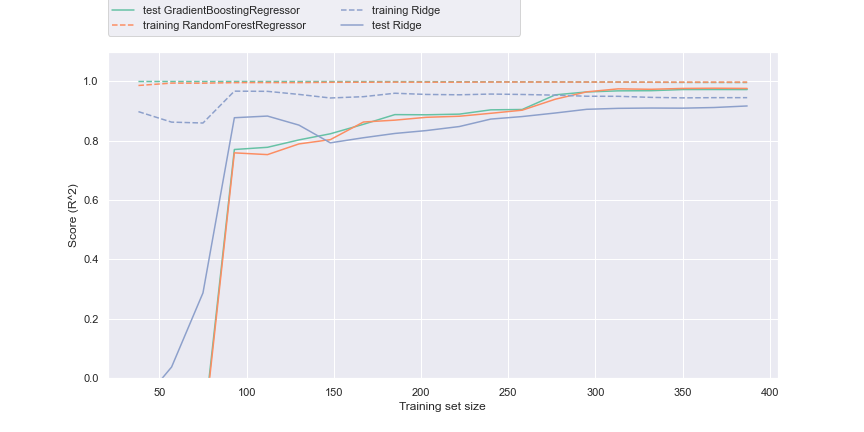 test GradientBoostingRegressor
training Ridge
training RandomForestRegressor
test Ridge
1.0
0.8
0.6
0.4
0.2
0.0
Score (R^2)
50 100 150 200 250 300 350 400
Training set size